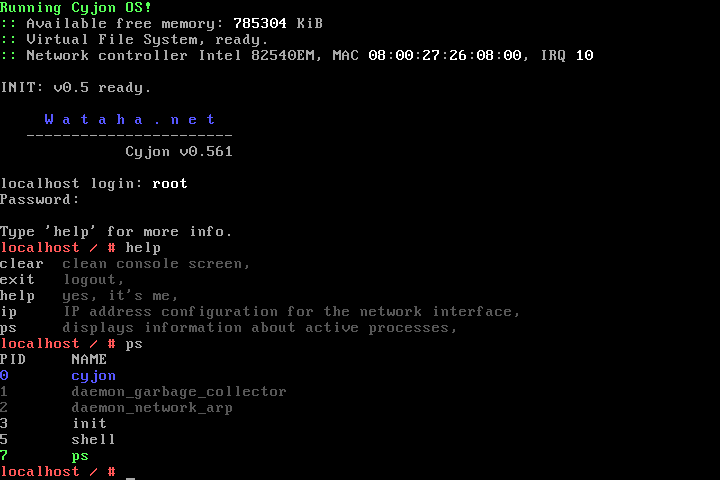 Running Cyjon OS!
:: Available free memory: 785304 KiB
:: Virtual File System, ready.
:: Network controller Intel 82540EM, MAC 08:00:27:26:08:00, IRQ 10
INIT: v0.5 ready.
W a t a h a . n e t
-----------------------
Cyjon v0.561
localhost login: root
Password:
Type 'help' for more info.
localhost / # help
clear  clean console screen,
exit   logout,
help   yes, it's me,
ip     IP address configuration for the network interface,
ps     displays information about active processes,
localhost / # ps
PID     NAME
0       cyjon
1       daemon_garbage_collector
2       daemon_network_arp
3       init
5       shell
7       ps
localhost / # _